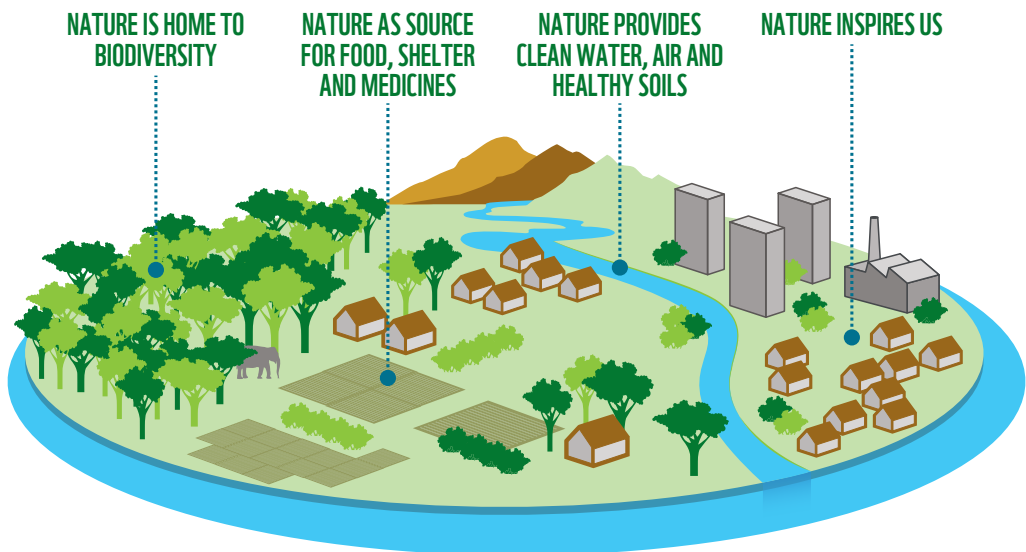 NATURE IS HOME TO
BIODIVERSITY
NATURE AS SOURCE
FOR FOOD, SHELTER
AND MEDICINES
NATURE PROVIDES
CLEAN WATER, AIR AND
HEALTHY SOILS
NATURE INSPIRES US